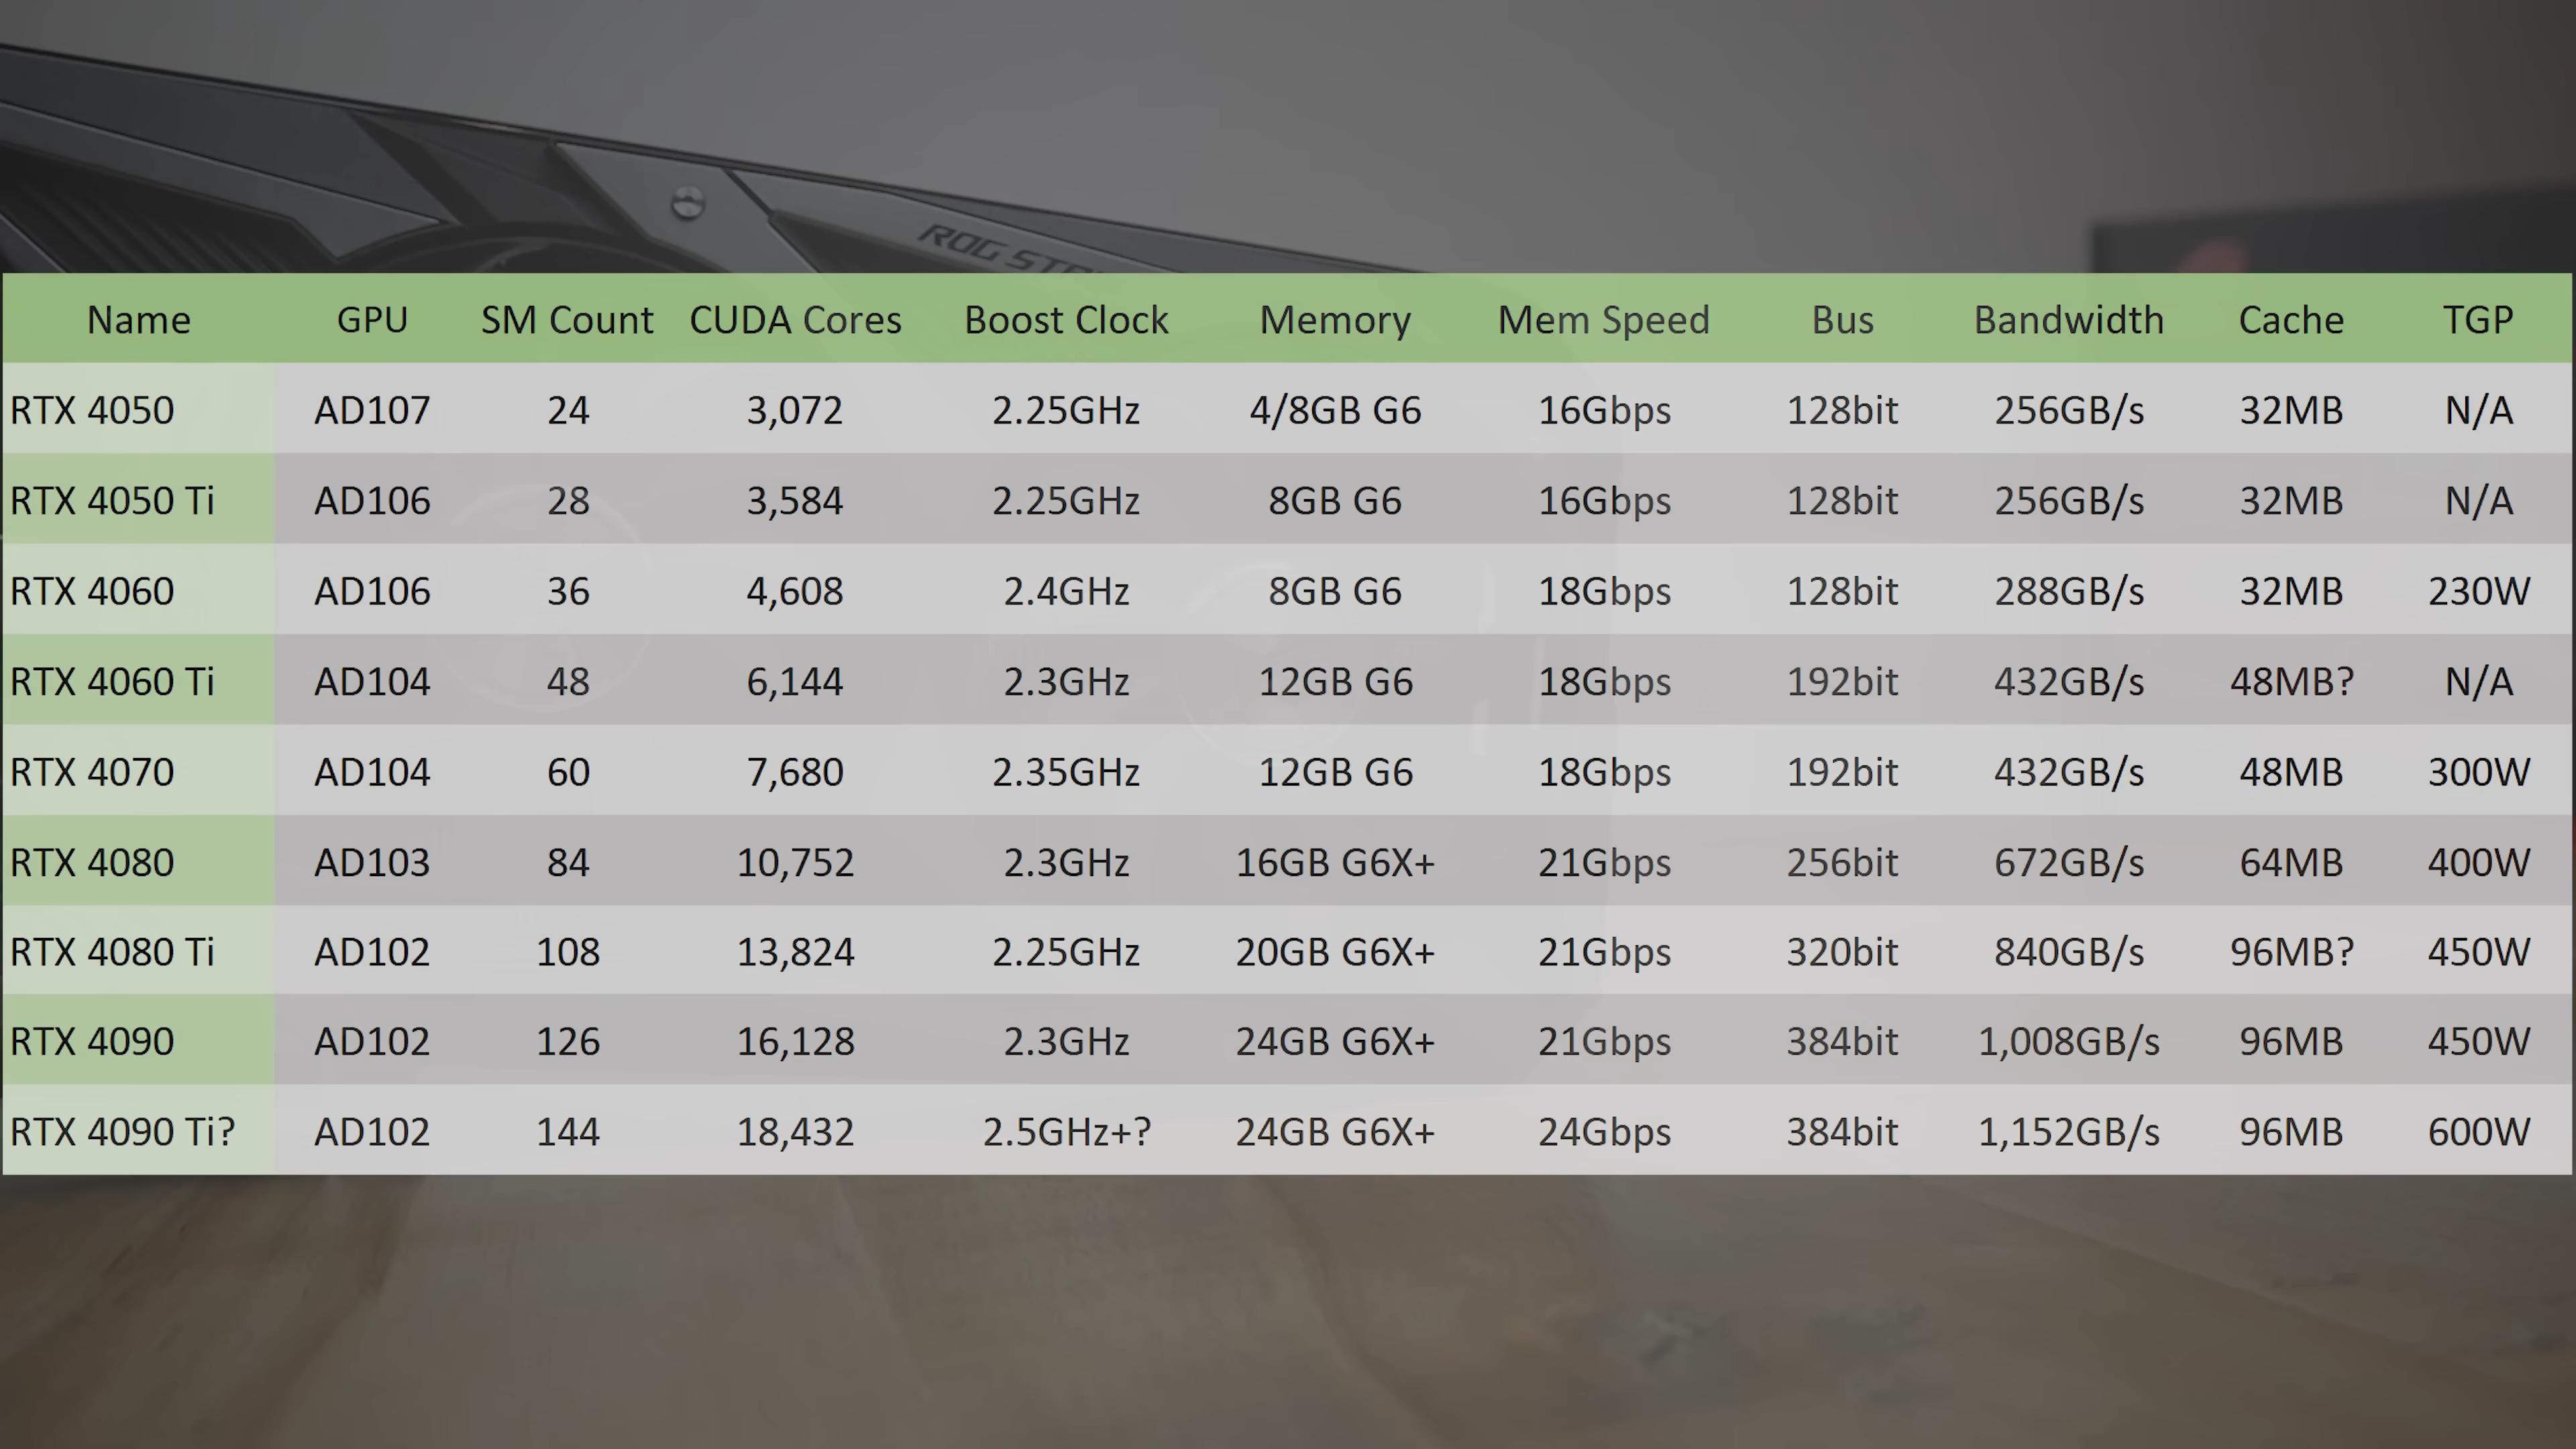 ROG
Name GPU SM Count CUDA Cores Boost Clock Memory Mem Speed Bus Bandwidth Cache TGP
RTX 4050 AD107 24 3,072 2.25GHz 4/8GB G6 16Gbps 128bit 256GB/s 32MB N/A
RTX 4050 Ti AD106 28 3,584 2.25GHz 8GB G6 16Gbps 128bit 256GB/s 32MB N/A
RTX 4060 AD106 36 4,608 2.4GHz 8GB G6 18Gbps 128bit 288GB/s 32MB 230W
RTX 4060 Ti AD104 48 6,144 2.3GHz 12GB G6 18Gbps 192bit 432GB/s 48MB? N/A
RTX 4070 AD104 60 7,680 2.35GHz 12GB G6 18Gbps 192bit 432GB/s 48MB 300W
RTX 4080 AD103 84 10,752 2.3GHz 16GB G6X+ 21Gbps 256bit 672GB/s 64MB 400W
RTX 4080 Ti AD102 108 13,824 2.25GHz 20GB G6X+ 21Gbps 320bit 840GB/s 96MB? 450W
RTX 4090 AD102 126 16,128 2.3GHz 24GB G6X+ 21Gbps 384bit 1,008GB/s 96MB 450W
RTX 4090 Ti? AD102 144 18,432 2.5GHz+? 24GB G6X+ 24Gbps 384bit 1,152GB/s 96MB 600W